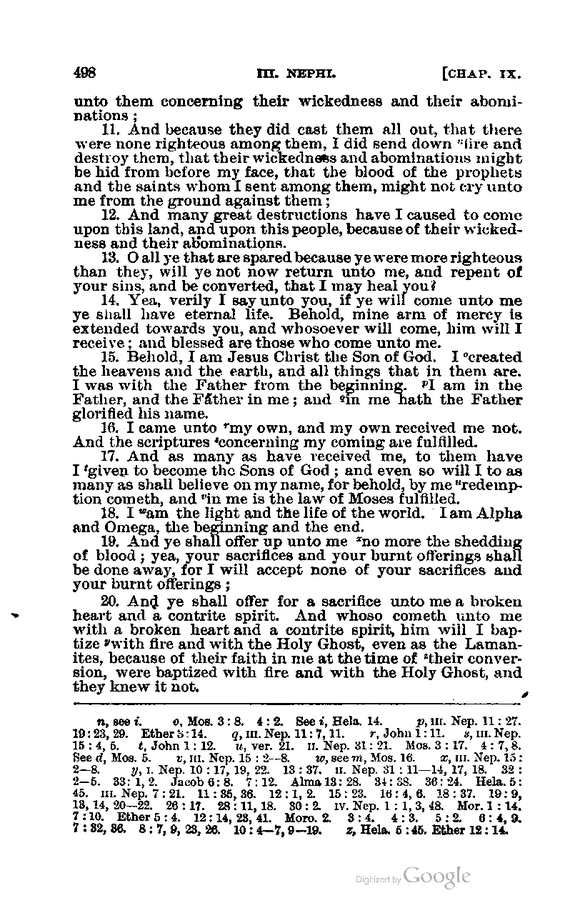 498 III. NEPHI. [CHAP. IX.
unto them concerning their wickedness and their abomi-
nations ;
11. And because they did cast them all out, that there
were none righteous among them, I did send down ⁿfire and
destroy them, that their wickedness and abominations might
be hid from before my face, that the blood of the prophets
and the saints whom I sent among them, might not cry unto
me from the ground against them ;
12. And many great destructions have I caused to come
upon this land, and upon this people, because of their wicked-
ness and their abominations.
13. O all ye that are spared because ye were more righteous
than they, will ye not now return unto me, and repent of
your sins, and be converted, that I may heal you?
14. Yea, verily I say unto you, if ye will come unto me
ye shall have eternal life. Behold, mine arm of mercy is
extended towards you, and whosoever will come, him will I
receive ; and blessed are those who come unto me.
15. Behold, I am Jesus Christ the Son of God. I ᵒcreated
the heavens and the earth, and all things that in them are.
I was with the Father from the beginning. ᵖI am in the
Father, and the Father in me ; and ᑫin me hath the Father
glorified his name.
16. I came unto ʳmy own, and my own received me not.
And the scriptures ˢconcerning my coming are fulfilled.
17. And as many as have received me, to them have
I ᵗgiven to become the Sons of God ; and even so will I to as
many as shall believe on my name, for behold, by me ᵘredemp-
tion cometh, and ᵛin me is the law of Moses fulfilled.
18. I ʷam the light and the life of the world. I am Alpha
and Omega, the beginning and the end.
19. And ye shall offer up unto me ˣno more the shedding
of blood ; yea, your sacrifices and your burnt offerings shall
be done away, for I will accept none of your sacrifices and
your burnt offerings ;
20. And ye shall offer for a sacrifice unto me a broken
heart and a contrite spirit. And whoso cometh unto me
with a broken heart and a contrite spirit, him will I bap-
tize ʸwith fire and with the Holy Ghost, even as the Laman-
ites, because of their faith in me at the time of ᶻtheir conver-
sion, were baptized with fire and with the Holy Ghost, and
they knew it not.
n, see i. o, Mos. 3 : 8. 4 : 2. See i, Hela. 14. p, III. Nep. 11 : 27.
19 : 23, 29. Ether 3 : 14. q, III. Nep. 11 : 7, 11. r, John 1 : 11. s, III. Nep.
15 : 4, 5. t, John 1 : 12. u, ver. 21. II. Nep. 31 : 21. Mos. 3 : 17. 4 : 7, 8.
See d, Mos. 5. v, III. Nep. 15 : 2–8. w, see m, Mos. 16. x, III. Nep. 15 :
2–8. y, I. Nep. 10 : 17, 19, 22. 13 : 37. II. Nep. 31 : 11–14, 17, 18. 32 :
2–5. 33 : 1, 2. Jacob 6 : 8. 7 : 12. Alma 13 : 28. 34 : 38. 36 : 24. Hela. 5 :
45. III. Nep. 7 : 21. 11 : 35, 36. 12 : 1, 2. 15 : 23. 16 : 4, 6. 18 : 37. 19 : 9,
13, 14, 20–22. 26 : 17. 28 : 11, 18. 30 : 2. IV. Nep. 1 : 1, 3, 48. Mor. 1 : 14.
7 : 10. Ether 5 : 4. 12 : 14, 23, 41. Moro. 2. 3 : 4. 4 : 3. 5 : 2. 6 : 4, 9.
7 : 32, 36. 8 : 7, 9, 23, 26. 10 : 4–7, 9–19. z, Hela. 5 : 45. Ether 12 : 14.
Digitized by Google